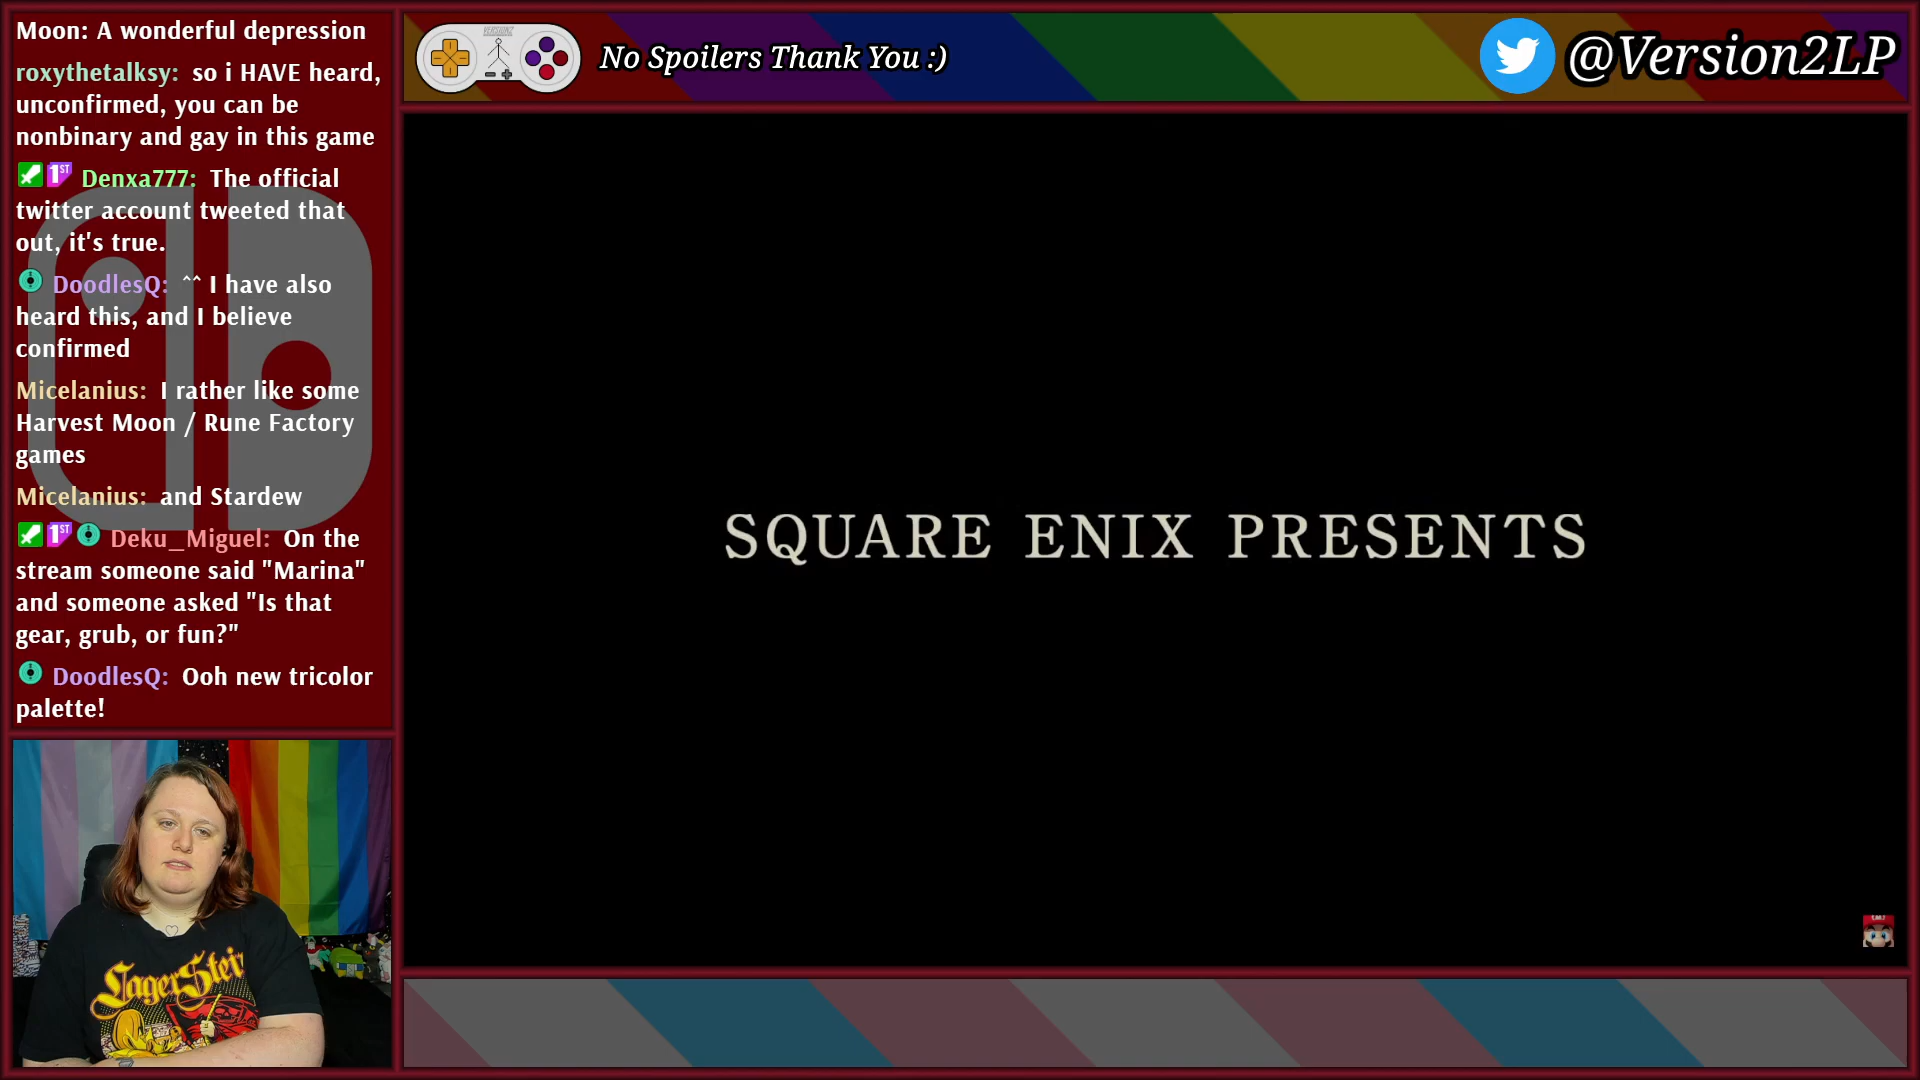 Moon: A wonderful depression
roxythetalksy: so i HAVE heard,
unconfirmed, you can be
nonbinary and gay in this game
1ST Denxa777: The official
twitter account tweeted that
out, it's true.
DoodlesQ: ^^ I have also
heard this, and I believe
confirmed
Micelanius: I rather like some
Harvest Moon / Rune Factory
games
Micelanius: and Stardew
1ST Deku_Miguel: On the
stream someone said "Marina"
and someone asked "Is that
gear, grub, or fun?"
DoodlesQ: Ooh new tricolor
palette!
No Spoilers Thank You :)
@Version2LP
SQUARE ENIX PRESENTS
LagerStein